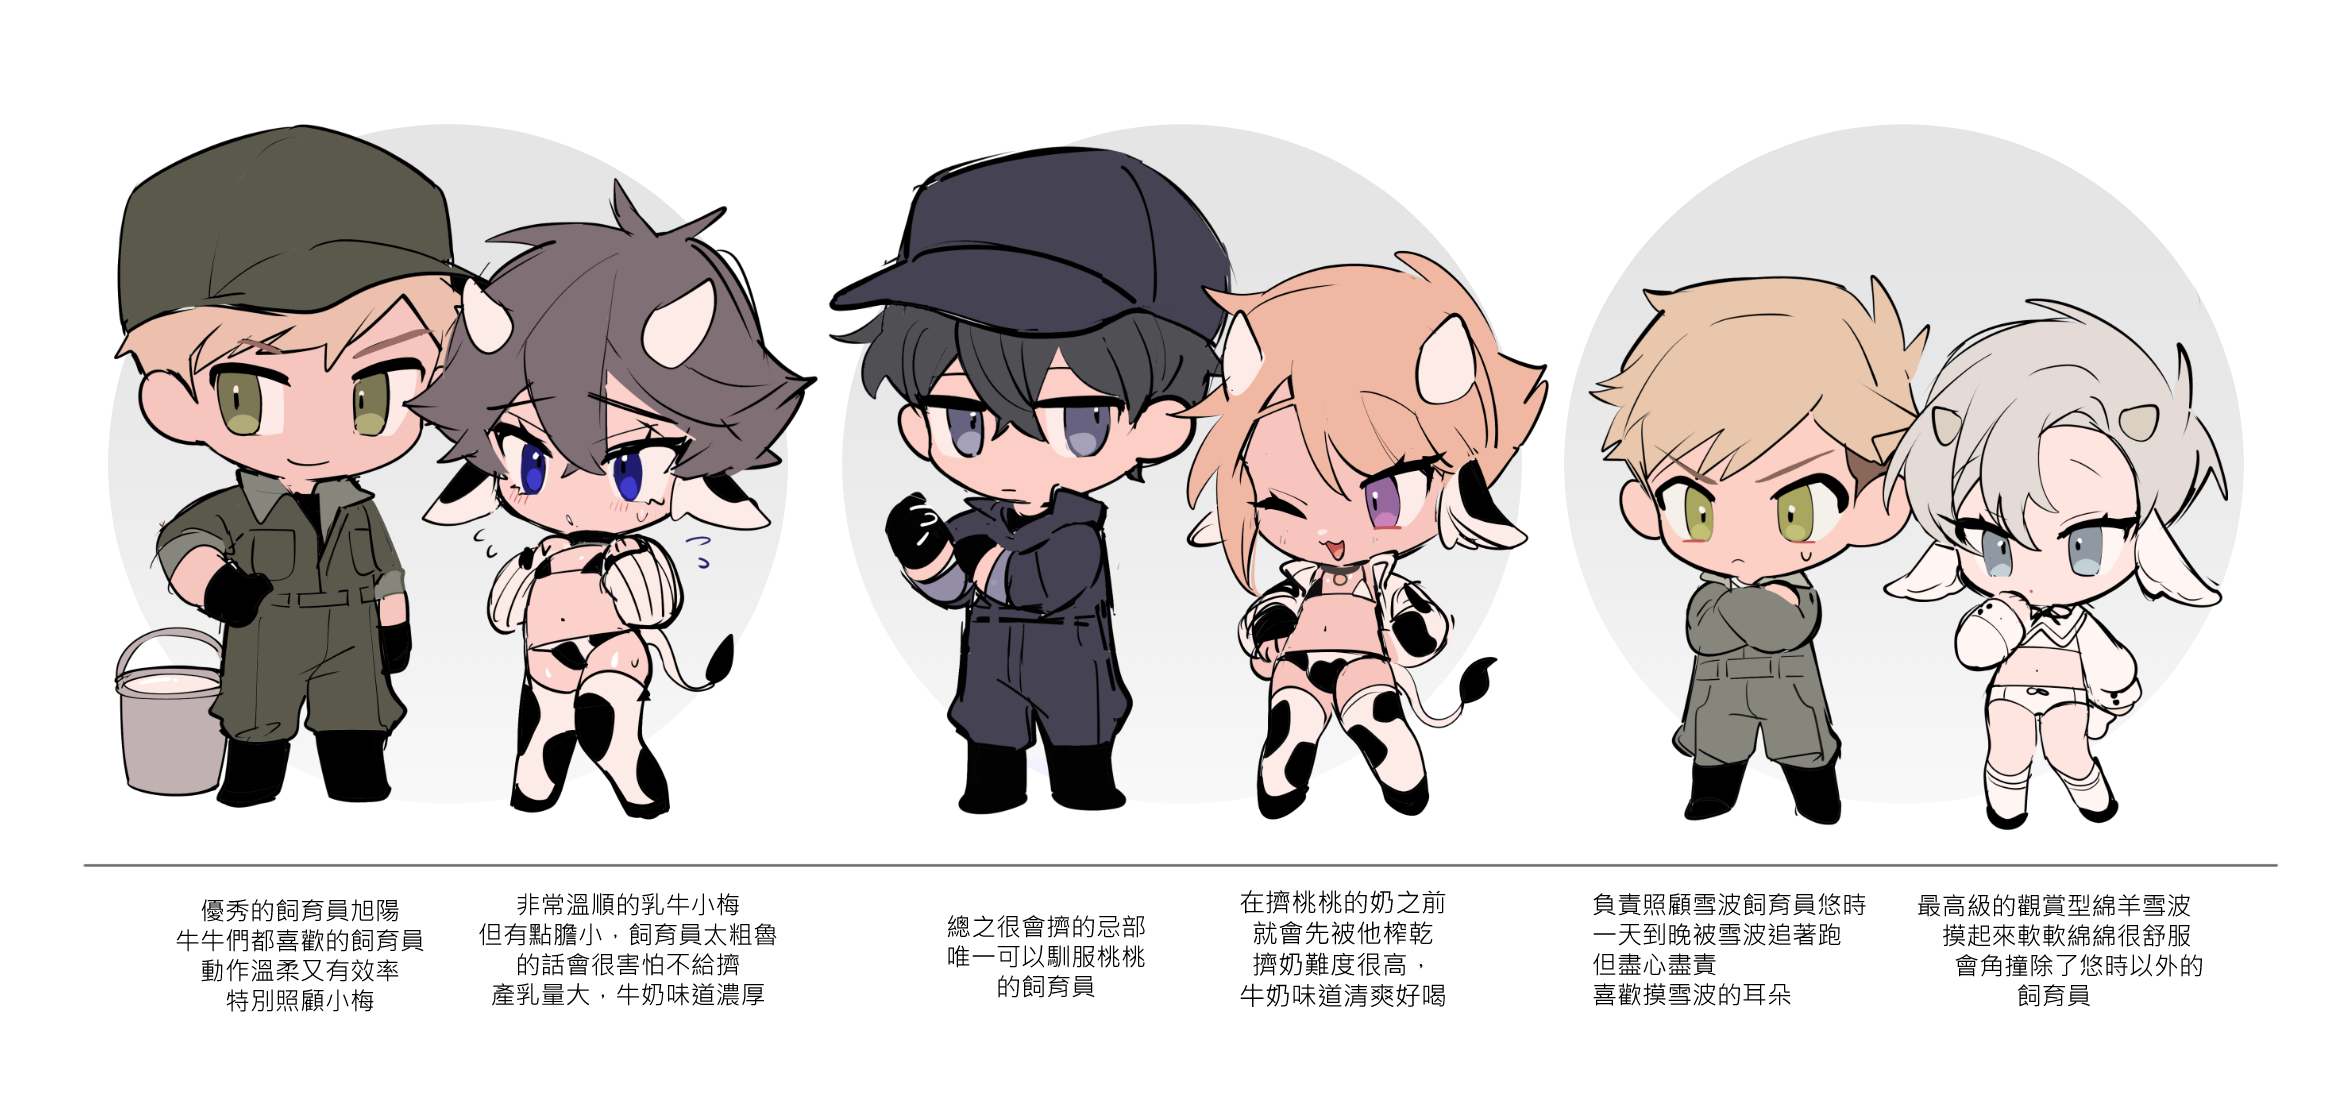 優秀的飼育員旭陽
牛牛們都喜歡的飼育員
動作溫柔又有效率
特別照顧小梅
非常溫順的乳牛小梅
但有點膽小，飼育員太粗魯
的話會很害怕不給擠
產乳量大，牛奶味道濃厚
總之很會擠的忌部
唯一可以馴服桃桃
的飼育員
在擠桃桃的奶之前
就會先被他榨乾
擠奶難度很高，
牛奶味道清爽好喝
負責照顧雪波飼育員悠時
一天到晚被雪波追著跑
但盡心盡責
喜歡摸雪波的耳朵
最高級的觀賞型綿羊雪波
摸起來軟軟綿綿很舒服
會角撞除了悠時以外的
飼育員